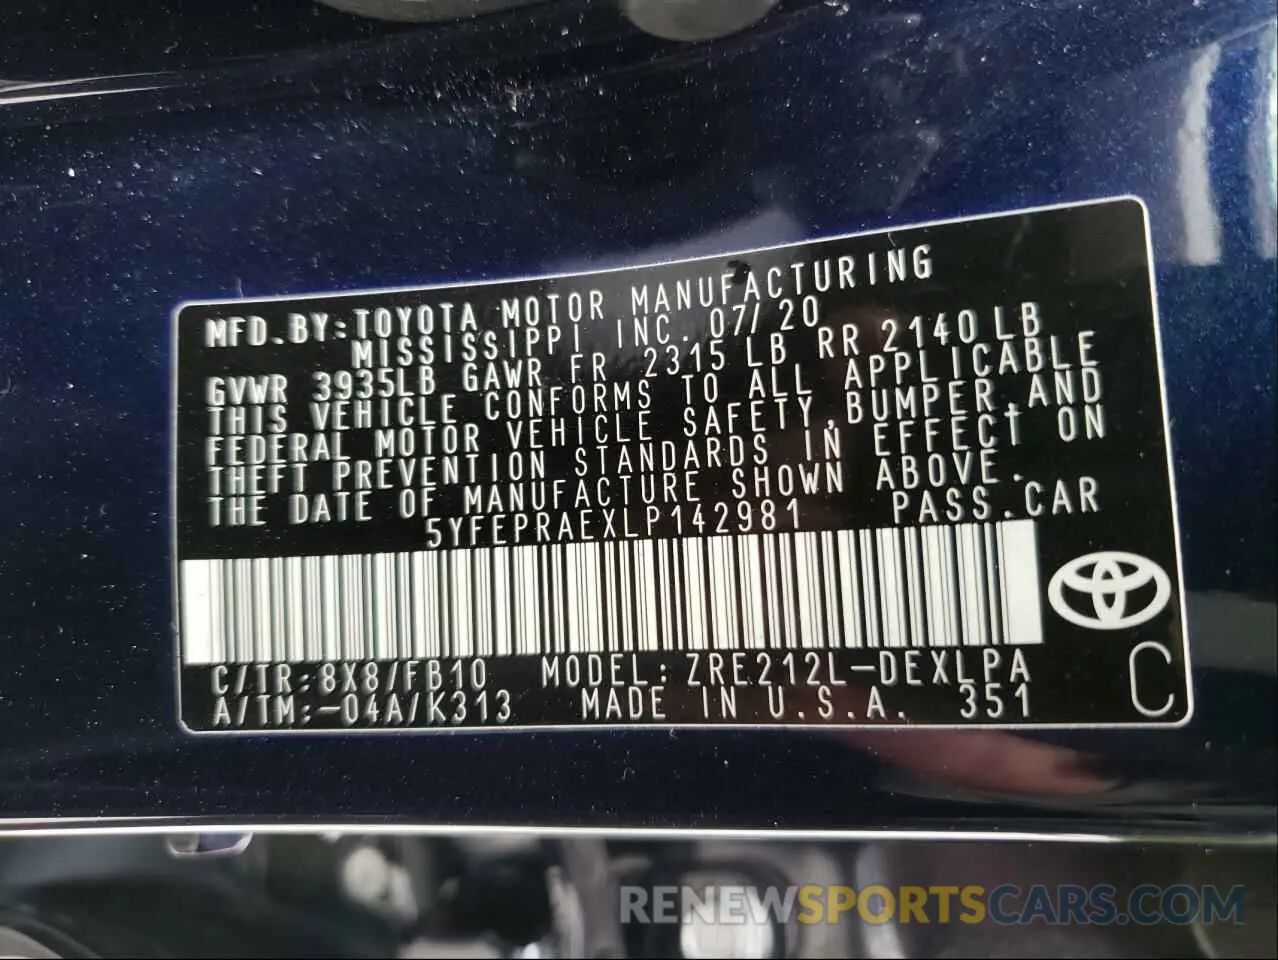 MFD.BY:TOYOTA MOTOR MANUFACTURING
MISSISSIPPI INC. 07/20
GVWR 3935LB GAWR FR 2315 LB RR 2140LB
THIS VEHICLE CONFORMS TO ALL APPLICABLE
FEDERAL MOTOR VEHICLE SAFETY,BUMPER,AND
THEFT PREVENTION STANDARDS IN EFFECT ON
THE DATE OF MANUFACTURE SHOWN ABOVE.
5YFEPRAEXLP142981 PASS.CAR
C/TR:8X8/FB10 MODEL:ZRE212L-DEXLPA
A/TM:-04A/K313 MADE IN U.S.A. 351
C
RENEWSPORTSCARS.COM